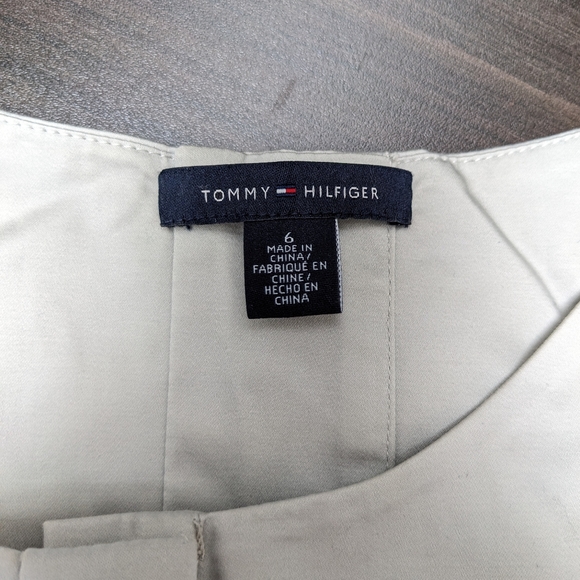 TOMMY HILFIGER
6
MADE IN
CHINA/
FABRIQUÉ EN
CHINE/
HECHO EN
CHINA